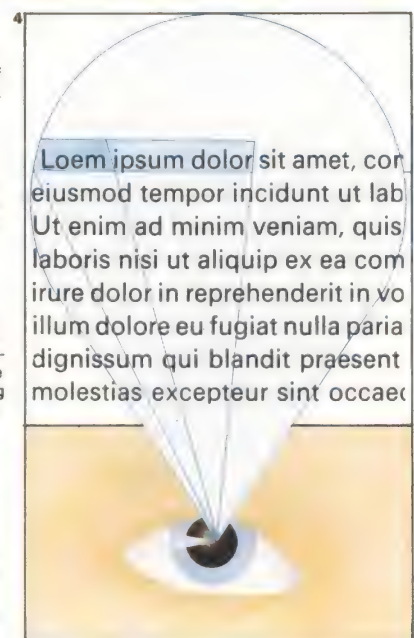 4
Loem ipsum dolor sit amet, con
eiusmod tempor incidunt ut lab
Ut enim ad minim veniam, quis
laboris nisi ut aliquip ex ea com
irure dolor in reprehenderit in vo
illum dolore eu fugiat nulla paria
dignissum qui blandit praesent
molestias excepteur sint occaec